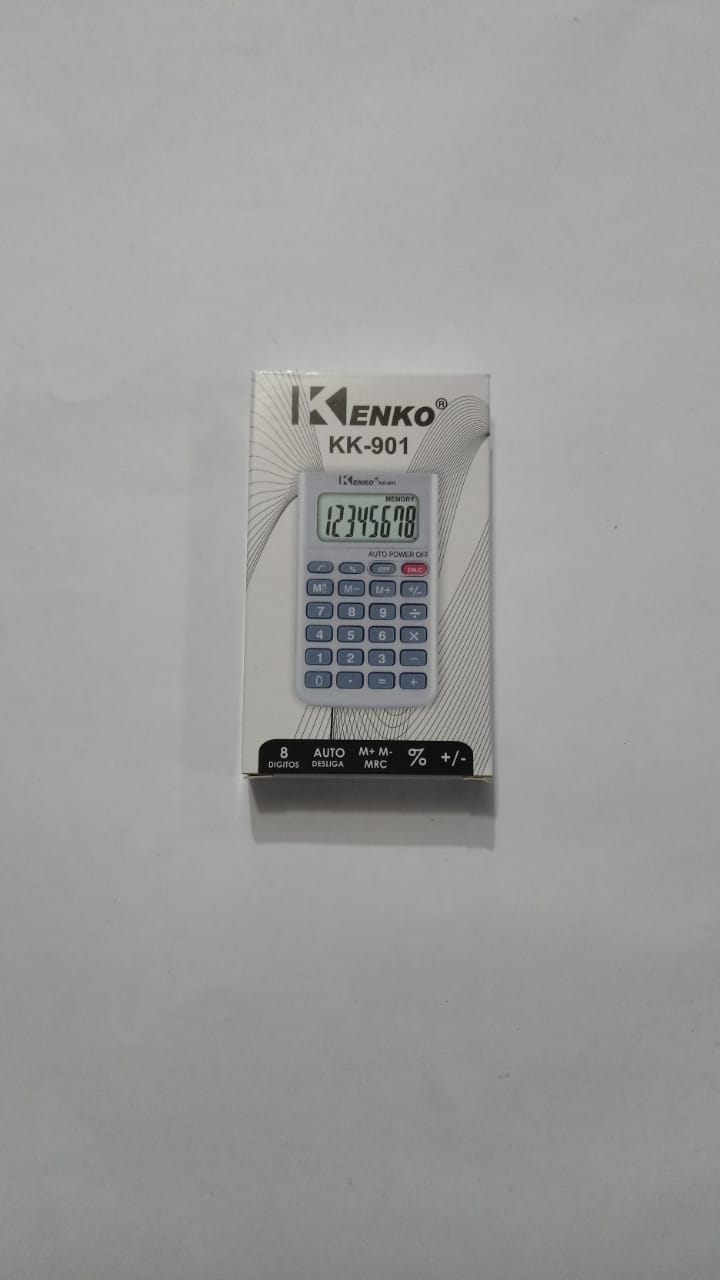 KENKO®
KK-901
KENKO® KK-901
MEMORY
12345678
AUTO POWER OFF
√ % OFF ON/C
M- M+ +/-
7 8 9 ÷
4 5 6 ×
1 2 3 −
0 · = +
8 AUTO M+ M- % +/-
DIGITOS DESLIGA MRC